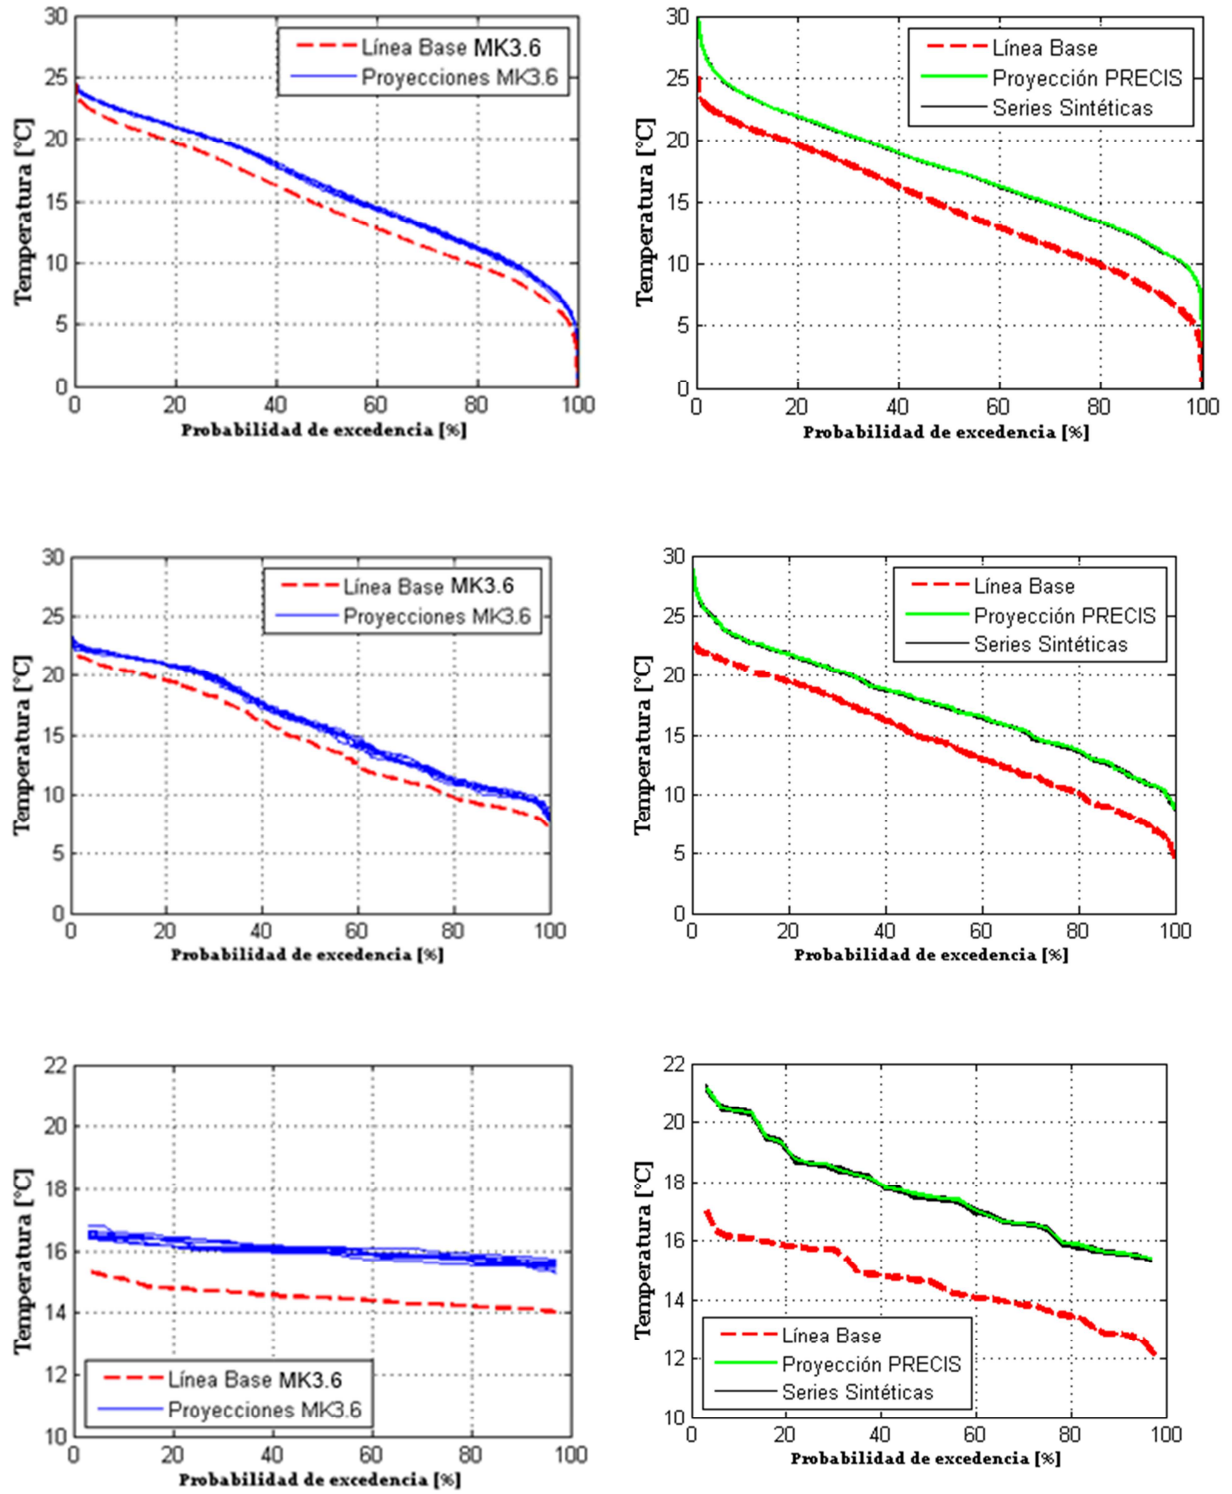 30
25
20
15
10
5
0
Temperatura [°C]
Línea Base MK3.6
Proyecciones MK3.6
0 20 40 60 80 100
Probabilidad de excedencia [%]
30
25
20
15
10
5
0
Temperatura [°C]
Línea Base
Proyección PRECIS
Series Sintéticas
0 20 40 60 80 100
Probabilidad de excedencia [%]
30
25
20
15
10
5
0
Temperatura [°C]
Línea Base MK3.6
Proyecciones MK3.6
0 20 40 60 80 100
Probabilidad de excedencia [%]
30
25
20
15
10
5
0
Temperatura [°C]
Línea Base
Proyección PRECIS
Series Sintéticas
0 20 40 60 80 100
Probabilidad de excedencia [%]
22
20
18
16
14
12
10
Temperatura [°C]
Línea Base MK3.6
Proyecciones MK3.6
0 20 40 60 80 100
Probabilidad de excedencia [%]
22
20
18
16
14
12
10
Temperatura [°C]
Línea Base
Proyección PRECIS
Series Sintéticas
0 20 40 60 80 100
Probabilidad de excedencia [%]